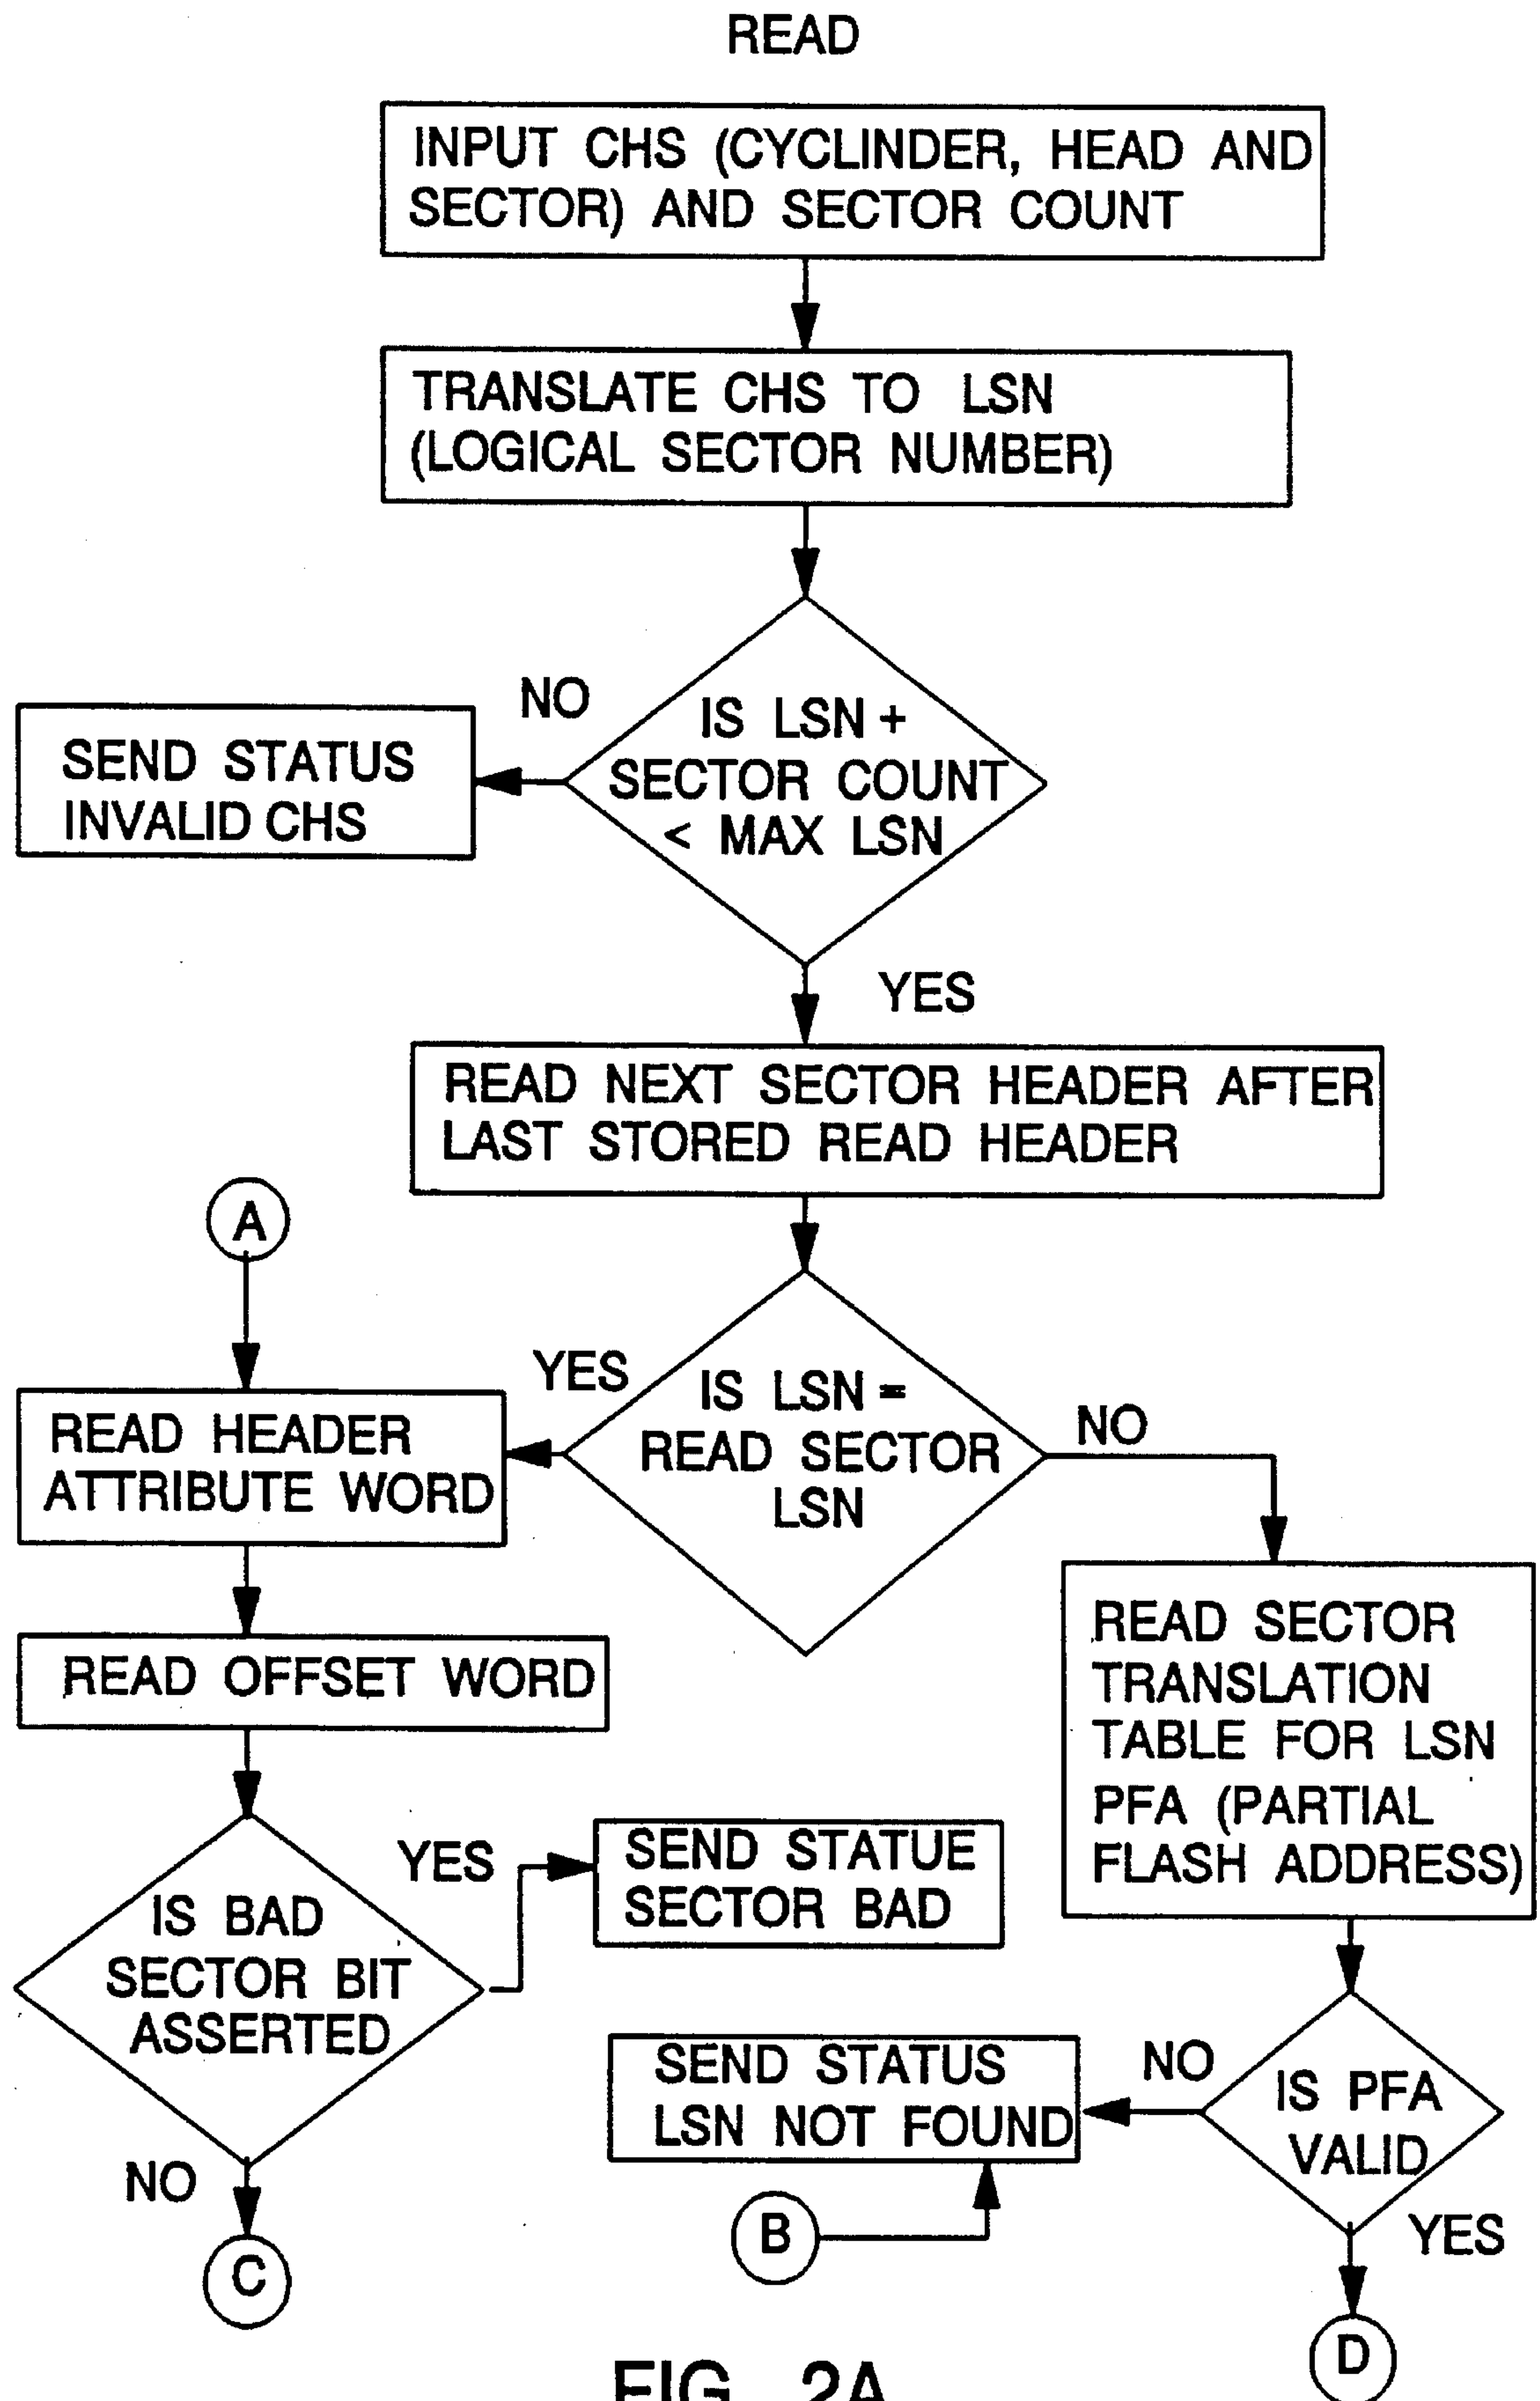 READ
INPUT CHS (CYCLINDER, HEAD AND
SECTOR) AND SECTOR COUNT
TRANSLATE CHS TO LSN
(LOGICAL SECTOR NUMBER)
NO
IS LSN +
SECTOR COUNT
< MAX LSN
SEND STATUS
INVALID CHS
YES
READ NEXT SECTOR HEADER AFTER
LAST STORED READ HEADER
A
YES
IS LSN =
READ SECTOR
LSN
NO
READ HEADER
ATTRIBUTE WORD
READ OFFSET WORD
READ SECTOR
TRANSLATION
TABLE FOR LSN
PFA (PARTIAL
FLASH ADDRESS)
YES
SEND STATUE
SECTOR BAD
IS BAD
SECTOR BIT
ASSERTED
SEND STATUS
LSN NOT FOUND
NO
IS PFA
VALID
NO
B
YES
C
D
FIG. 2A